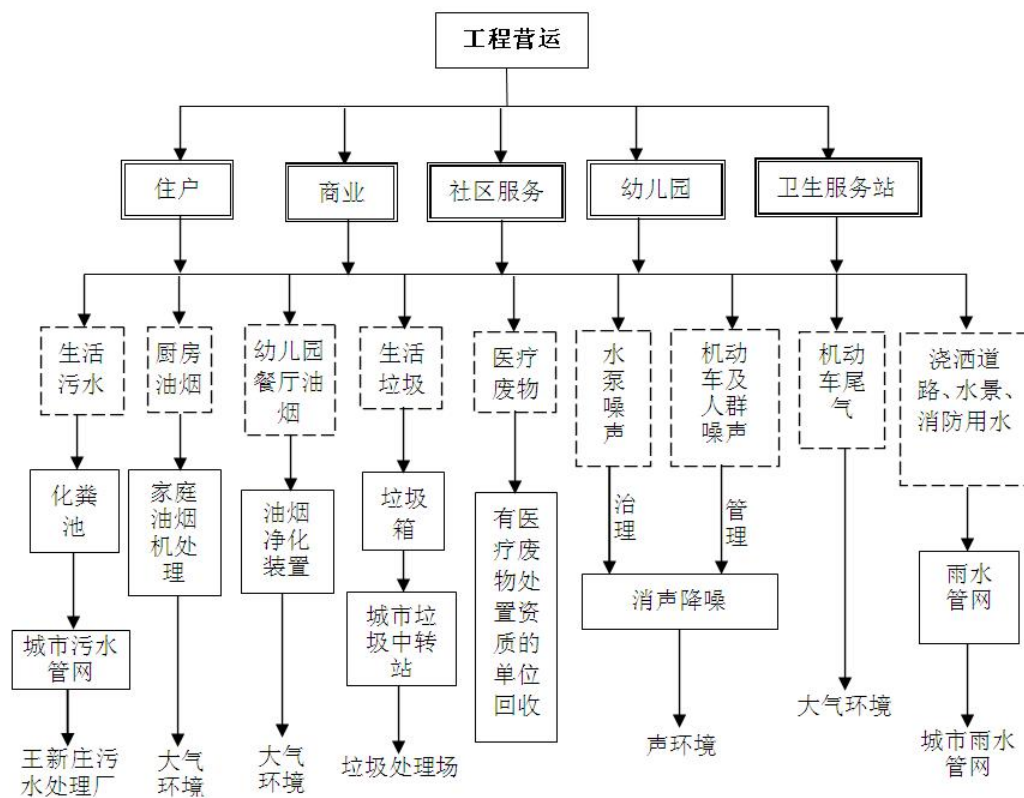 工程营运
住户
商业
社区服务
幼儿园
卫生服务站
生活
污水
厨房
油烟
幼儿园
餐厅油
烟
生活
垃圾
医疗
废物
水
泵
噪
声
机动
车及
人群
噪声
机动
车尾
气
浇洒道
路、水景、
消防用水
化粪
池
家庭
油烟
机处
理
油烟
净化
装置
垃圾
箱
有医
疗废
物处
置资
质的
单位
回收
治
理
管
理
消声降噪
雨水
管网
城市污水
管网
城市垃
圾中转
站
王新庄污
水处理厂
大气
环境
大气
环境
垃圾处理场
声环境
大气环境
城市雨水
管网